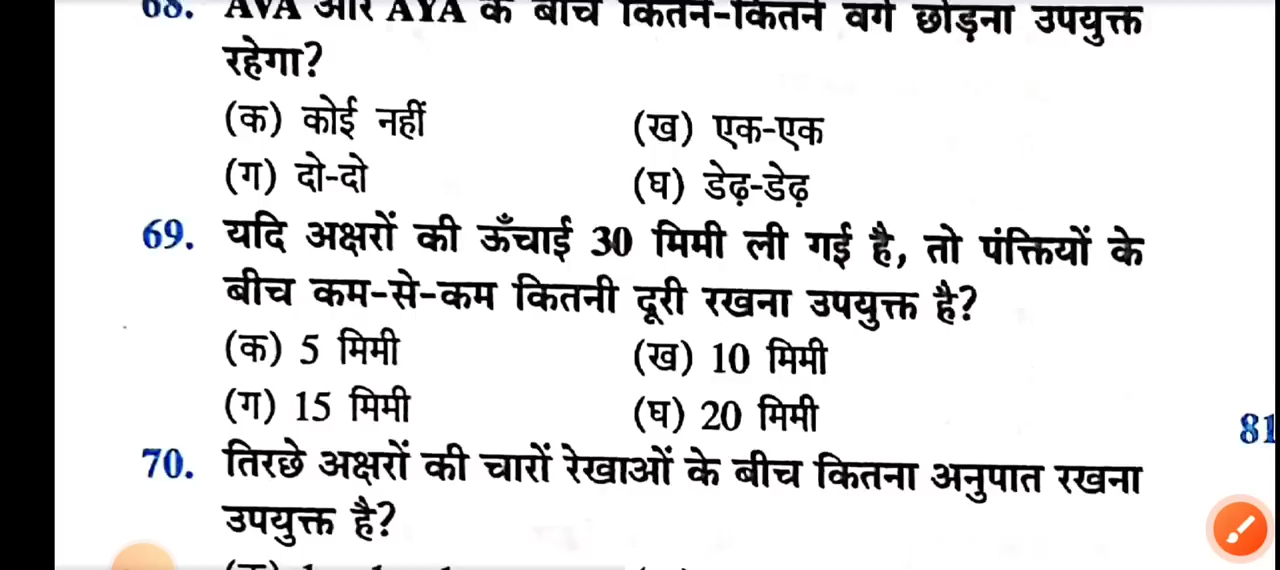 68. AVA और AYA के बीच कितने-कितने वर्ग छोड़ना उपयुक्त
रहेगा?
(क) कोई नहीं (ख) एक-एक
(ग) दो-दो (घ) डेढ़-डेढ़
69. यदि अक्षरों की ऊँचाई 30 मिमी ली गई है, तो पंक्तियों के
बीच कम-से-कम कितनी दूरी रखना उपयुक्त है?
(क) 5 मिमी (ख) 10 मिमी
(ग) 15 मिमी (घ) 20 मिमी
81
70. तिरछे अक्षरों की चारों रेखाओं के बीच कितना अनुपात रखना
उपयुक्त है?